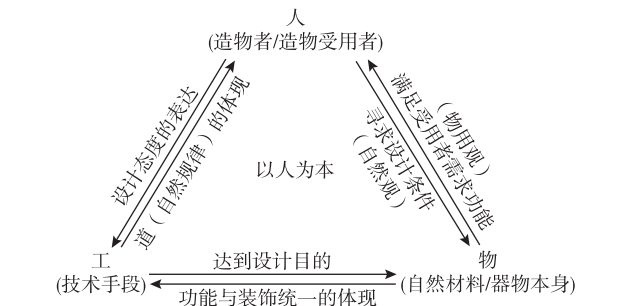 人
(造物者/造物受用者)
设计态度的表达
道（自然规律）的体现
（物用观）
满足受用者需求功能
寻求设计条件
（自然观）
以人为本
工
(技术手段)
达到设计目的
功能与装饰统一的体现
物
(自然材料/器物本身)